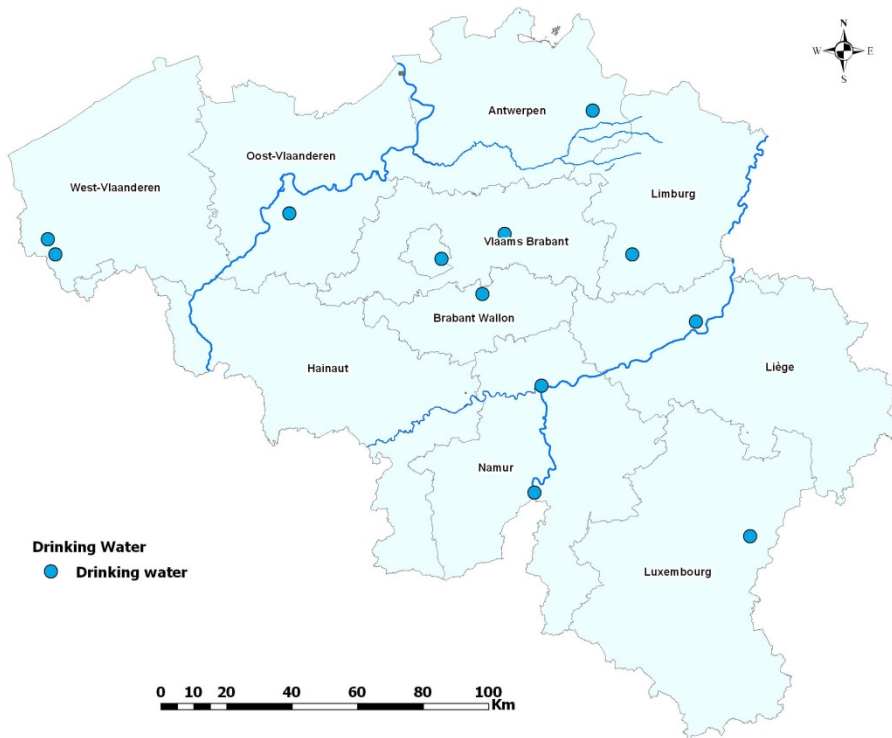 N
W E
S
Antwerpen
Oost-Vlaanderen
West-Vlaanderen
Limburg
Vlaams Brabant
Brabant Wallon
Hainaut
Liège
Namur
Luxembourg
Drinking Water
Drinking water
0 10 20 40 60 80 100
Km